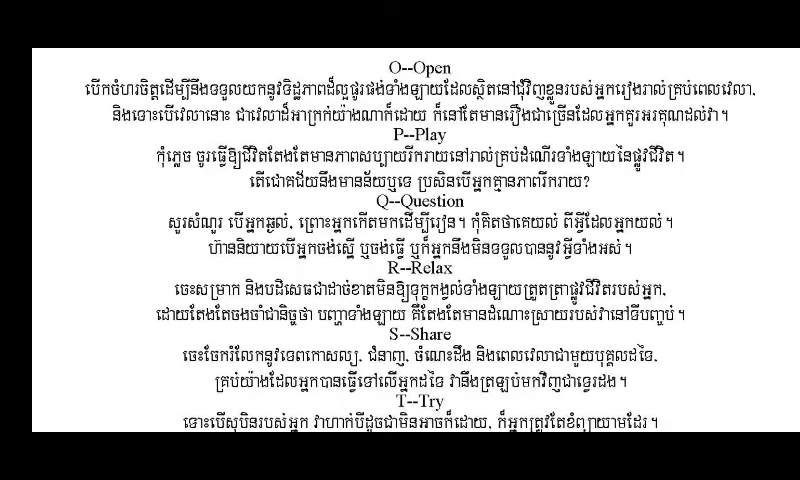 O--Open
បើកចំហរចិត្តដើម្បីនឹងទទួលយកនូវទិដ្ឋភាពដ៏ល្អផូរផង់ទាំងឡាយដែលស្ថិតនៅជុំវិញខ្លួនរបស់អ្នករៀងរាល់គ្រប់ពេលវេលា,
និងទោះបើវេលានោះ ជាវេលាដ៏អាក្រក់យ៉ាងណាក៏ដោយ ក៏នៅតែមានរឿងជាច្រើនដែលអ្នកគួរអរគុណដល់វា។
P--Play
កុំភ្លេច ចូរធ្វើឱ្យជីវិតតែងតែមានភាពសប្បាយរីករាយនៅរាល់គ្រប់ដំណើរទាំងឡាយនៃផ្លូវជីវិត។
តើជោគជ័យនឹងមានន័យឬទេ ប្រសិនបើអ្នកគ្មានភាពរីករាយ?
Q--Question
សួរសំណួរ បើអ្នកឆ្ងល់, ព្រោះអ្នកកើតមកដើម្បីរៀន។ កុំគិតថាគេយល់ ពីអ្វីដែលអ្នកយល់។
ហ៊ាននិយាយបើអ្នកចង់ស្នើ ឬចង់ធ្វើ ឬក៏អ្នកនឹងមិនទទួលបាននូវអ្វីទាំងអស់។
R--Relax
ចេះសម្រាក និងបដិសេធជាដាច់ខាតមិនឱ្យទុក្ខកង្វល់ទាំងឡាយត្រួតត្រាផ្លូវជីវិតរបស់អ្នក,
ដោយតែងតែចងចាំជានិច្ចថា បញ្ហាទាំងឡាយ គឺតែងតែមានដំណោះស្រាយរបស់វានៅទីបញ្ចប់។
S--Share
ចេះចែករំលែកនូវទេពកោសល្យ, ជំនាញ, ចំណេះដឹង និងពេលវេលាជាមួយបុគ្គលដទៃ,
គ្រប់យ៉ាងដែលអ្នកបានធ្វើទៅលើអ្នកដទៃ វានឹងត្រឡប់មកវិញជាទ្វេរដង។
T--Try
ទោះបើសុបិនរបស់អ្នក វាហាក់បីដូចជាមិនអាចក៏ដោយ, ក៏អ្នកត្រូវតែខំព្យាយាមដែរ។